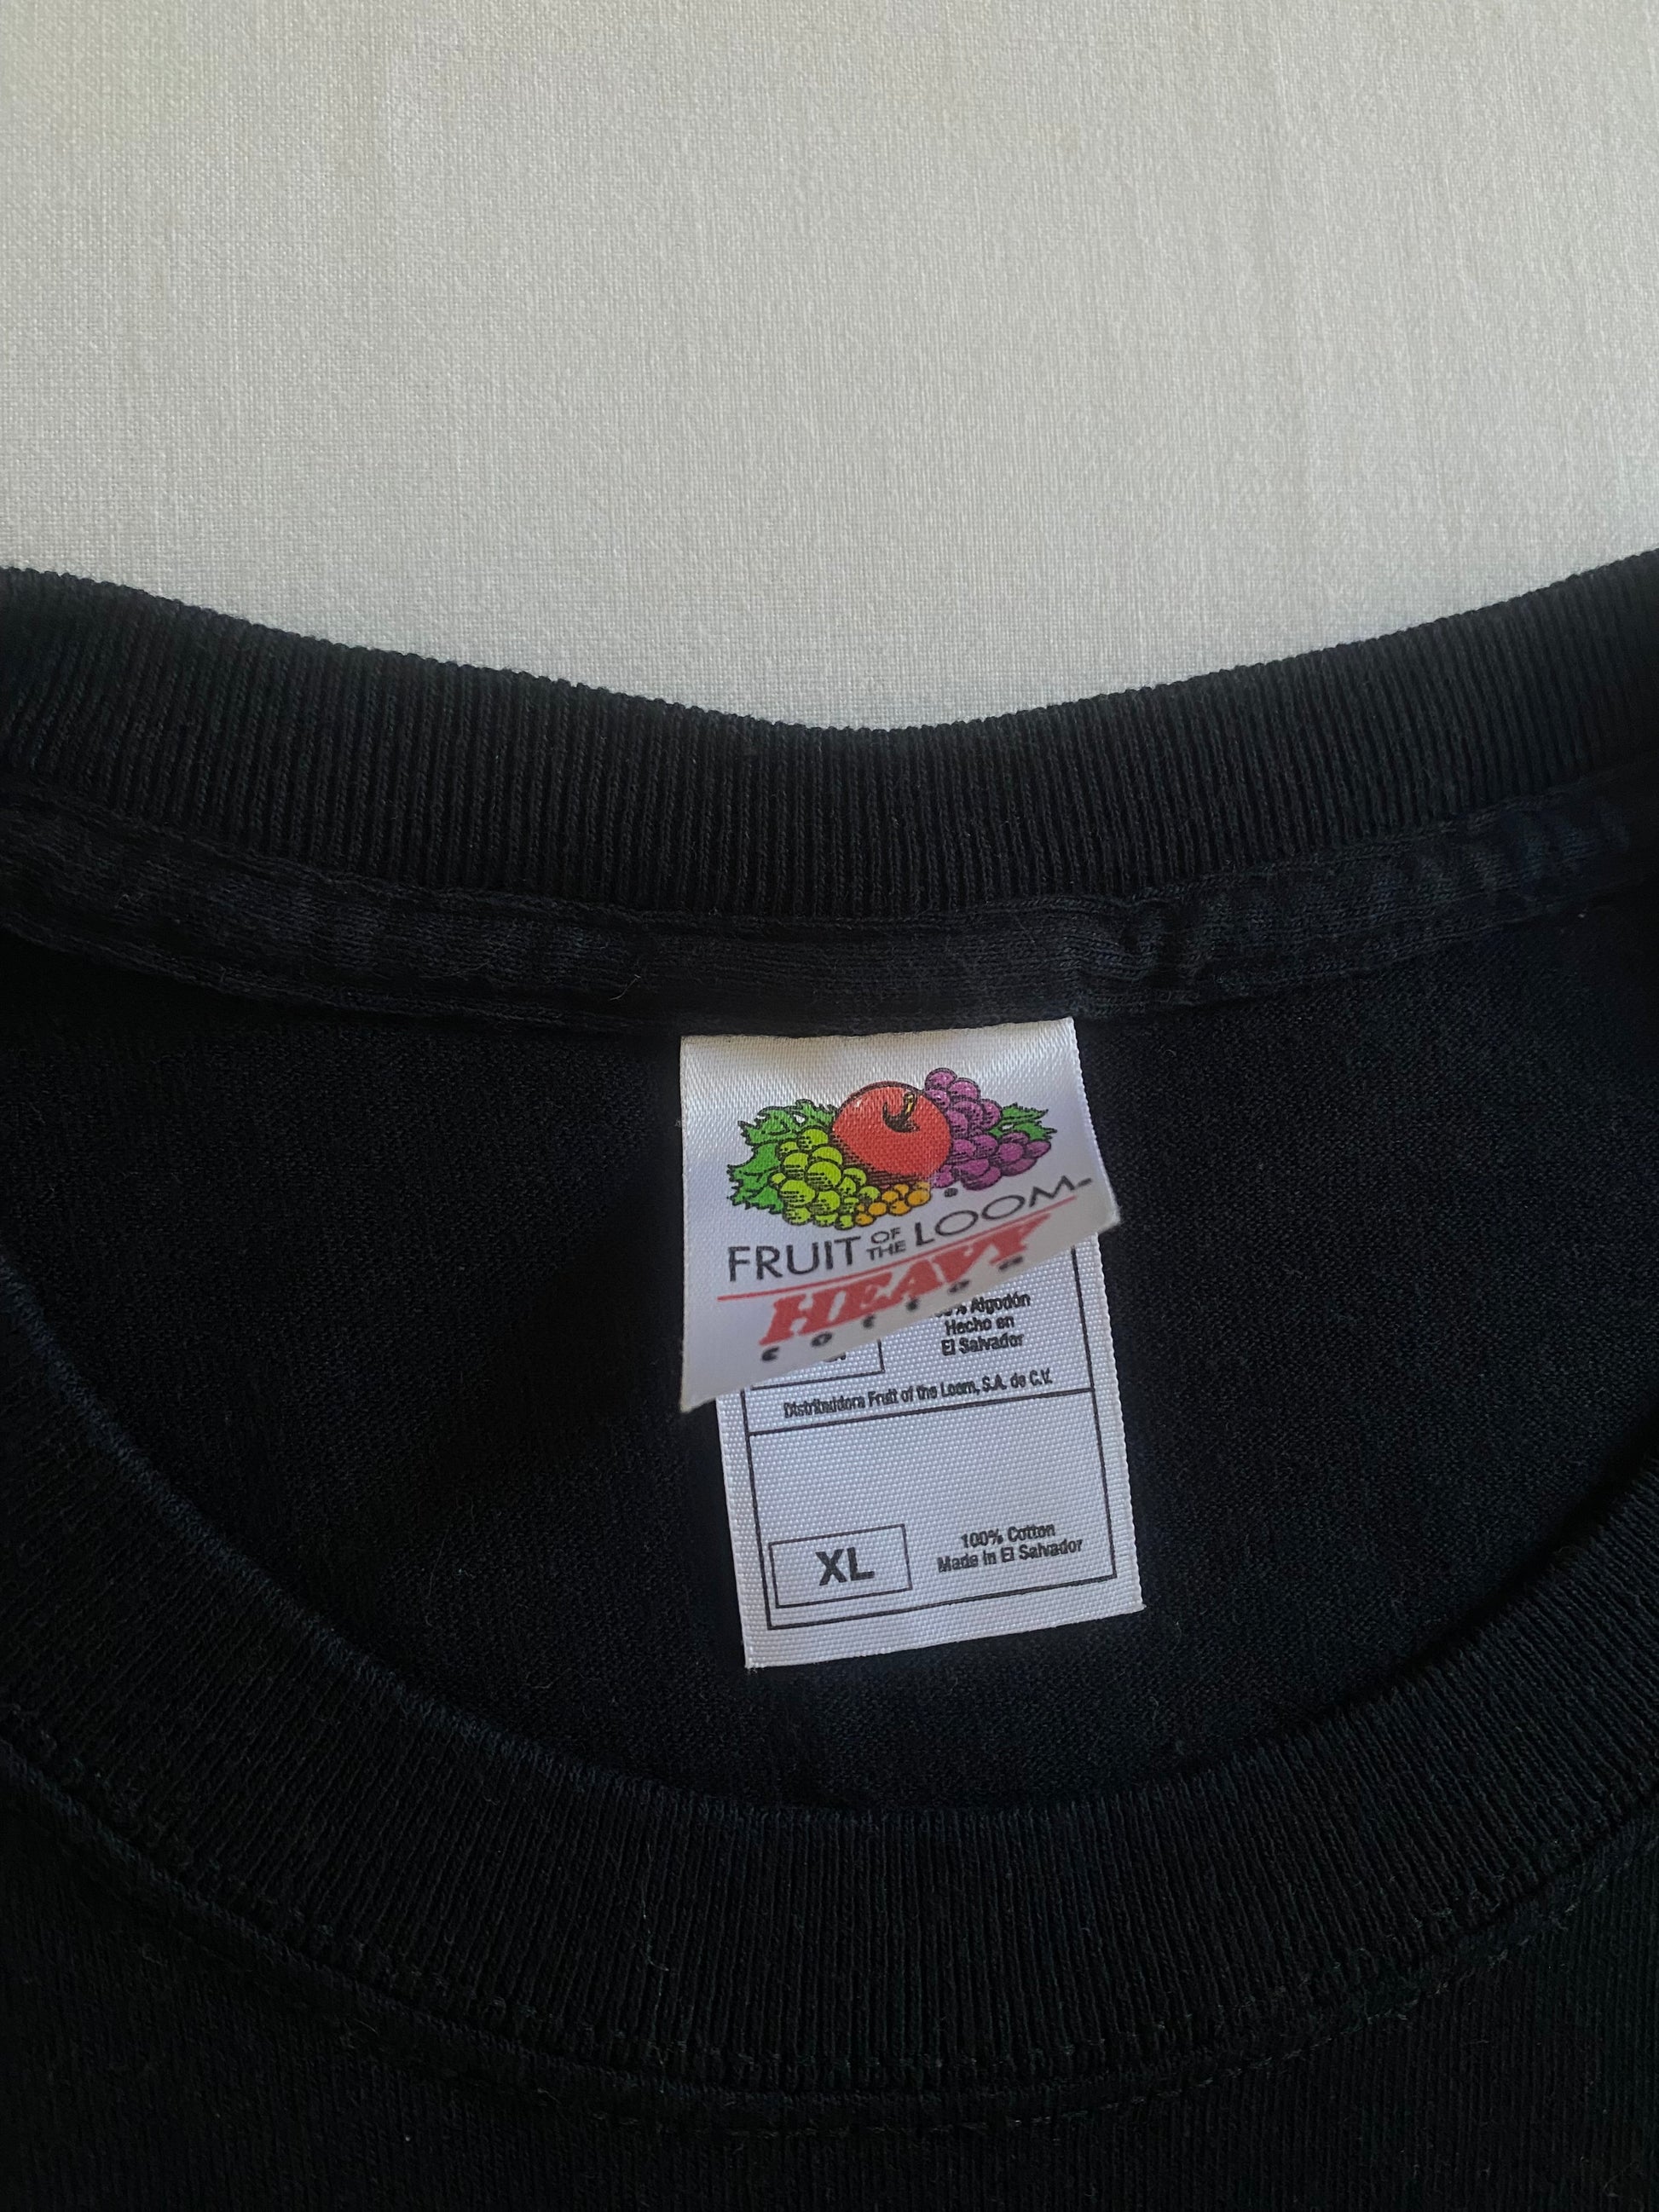 FRUIT OF THE LOOM
HEAVY
cotton
% Algodón
Hecho en
El Salvador
Distribuidora Fruit of the Loom, S.A. de C.V.
XL
100% Cotton
Made in El Salvador